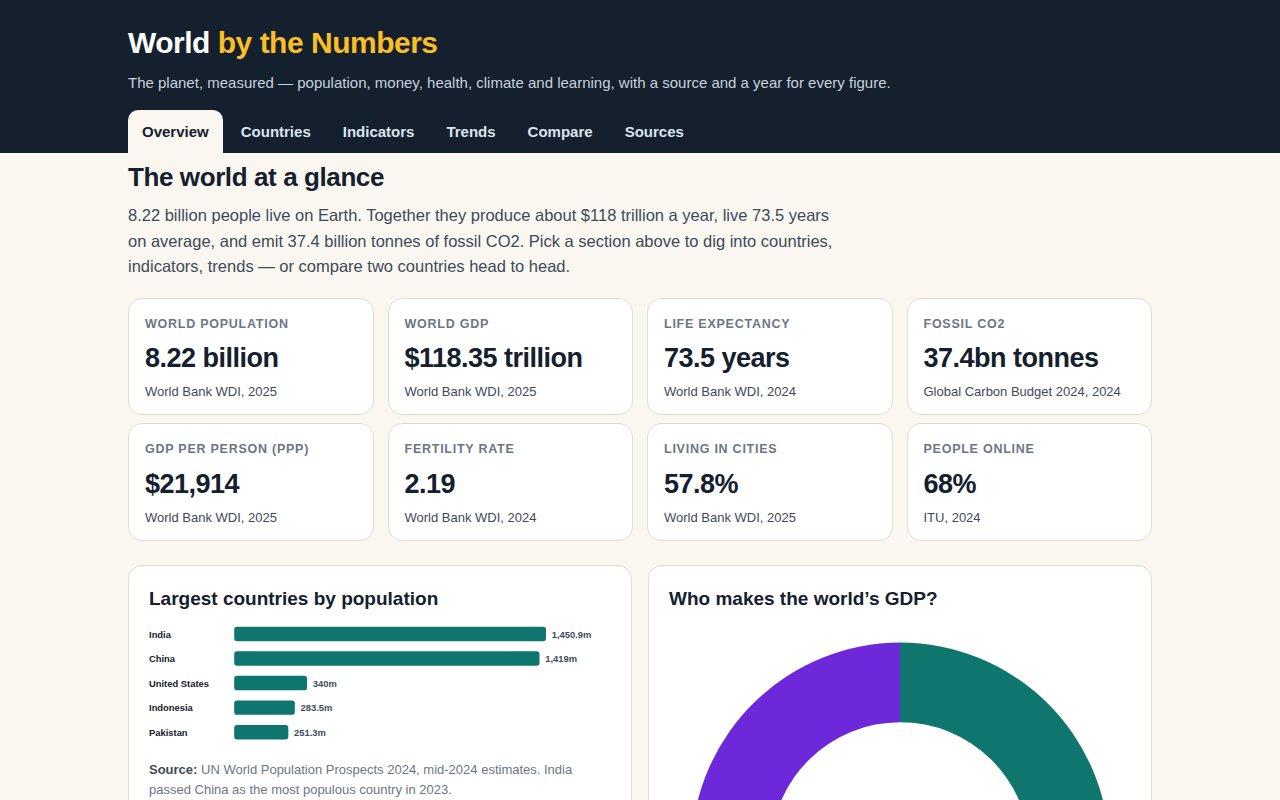 World by the Numbers
The planet, measured — population, money, health, climate and learning, with a source and a year for every figure.
Overview Countries Indicators Trends Compare Sources
The world at a glance
8.22 billion people live on Earth. Together they produce about $118 trillion a year, live 73.5 years
on average, and emit 37.4 billion tonnes of fossil CO2. Pick a section above to dig into countries,
indicators, trends — or compare two countries head to head.
WORLD POPULATION
8.22 billion
World Bank WDI, 2025
WORLD GDP
$118.35 trillion
World Bank WDI, 2025
LIFE EXPECTANCY
73.5 years
World Bank WDI, 2024
FOSSIL CO2
37.4bn tonnes
Global Carbon Budget 2024, 2024
GDP PER PERSON (PPP)
$21,914
World Bank WDI, 2025
FERTILITY RATE
2.19
World Bank WDI, 2024
LIVING IN CITIES
57.8%
World Bank WDI, 2025
PEOPLE ONLINE
68%
ITU, 2024
Largest countries by population
India 1,450.9m
China 1,419m
United States 340m
Indonesia 283.5m
Pakistan 251.3m
Source: UN World Population Prospects 2024, mid-2024 estimates. India
passed China as the most populous country in 2023.
Who makes the world’s GDP?